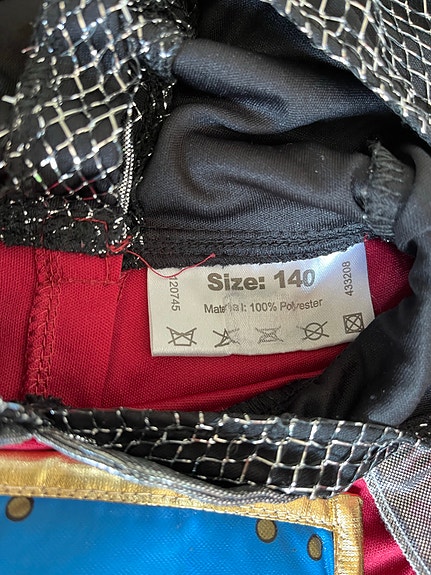 Size: 140
Material: 100% Polyester
120745
433208